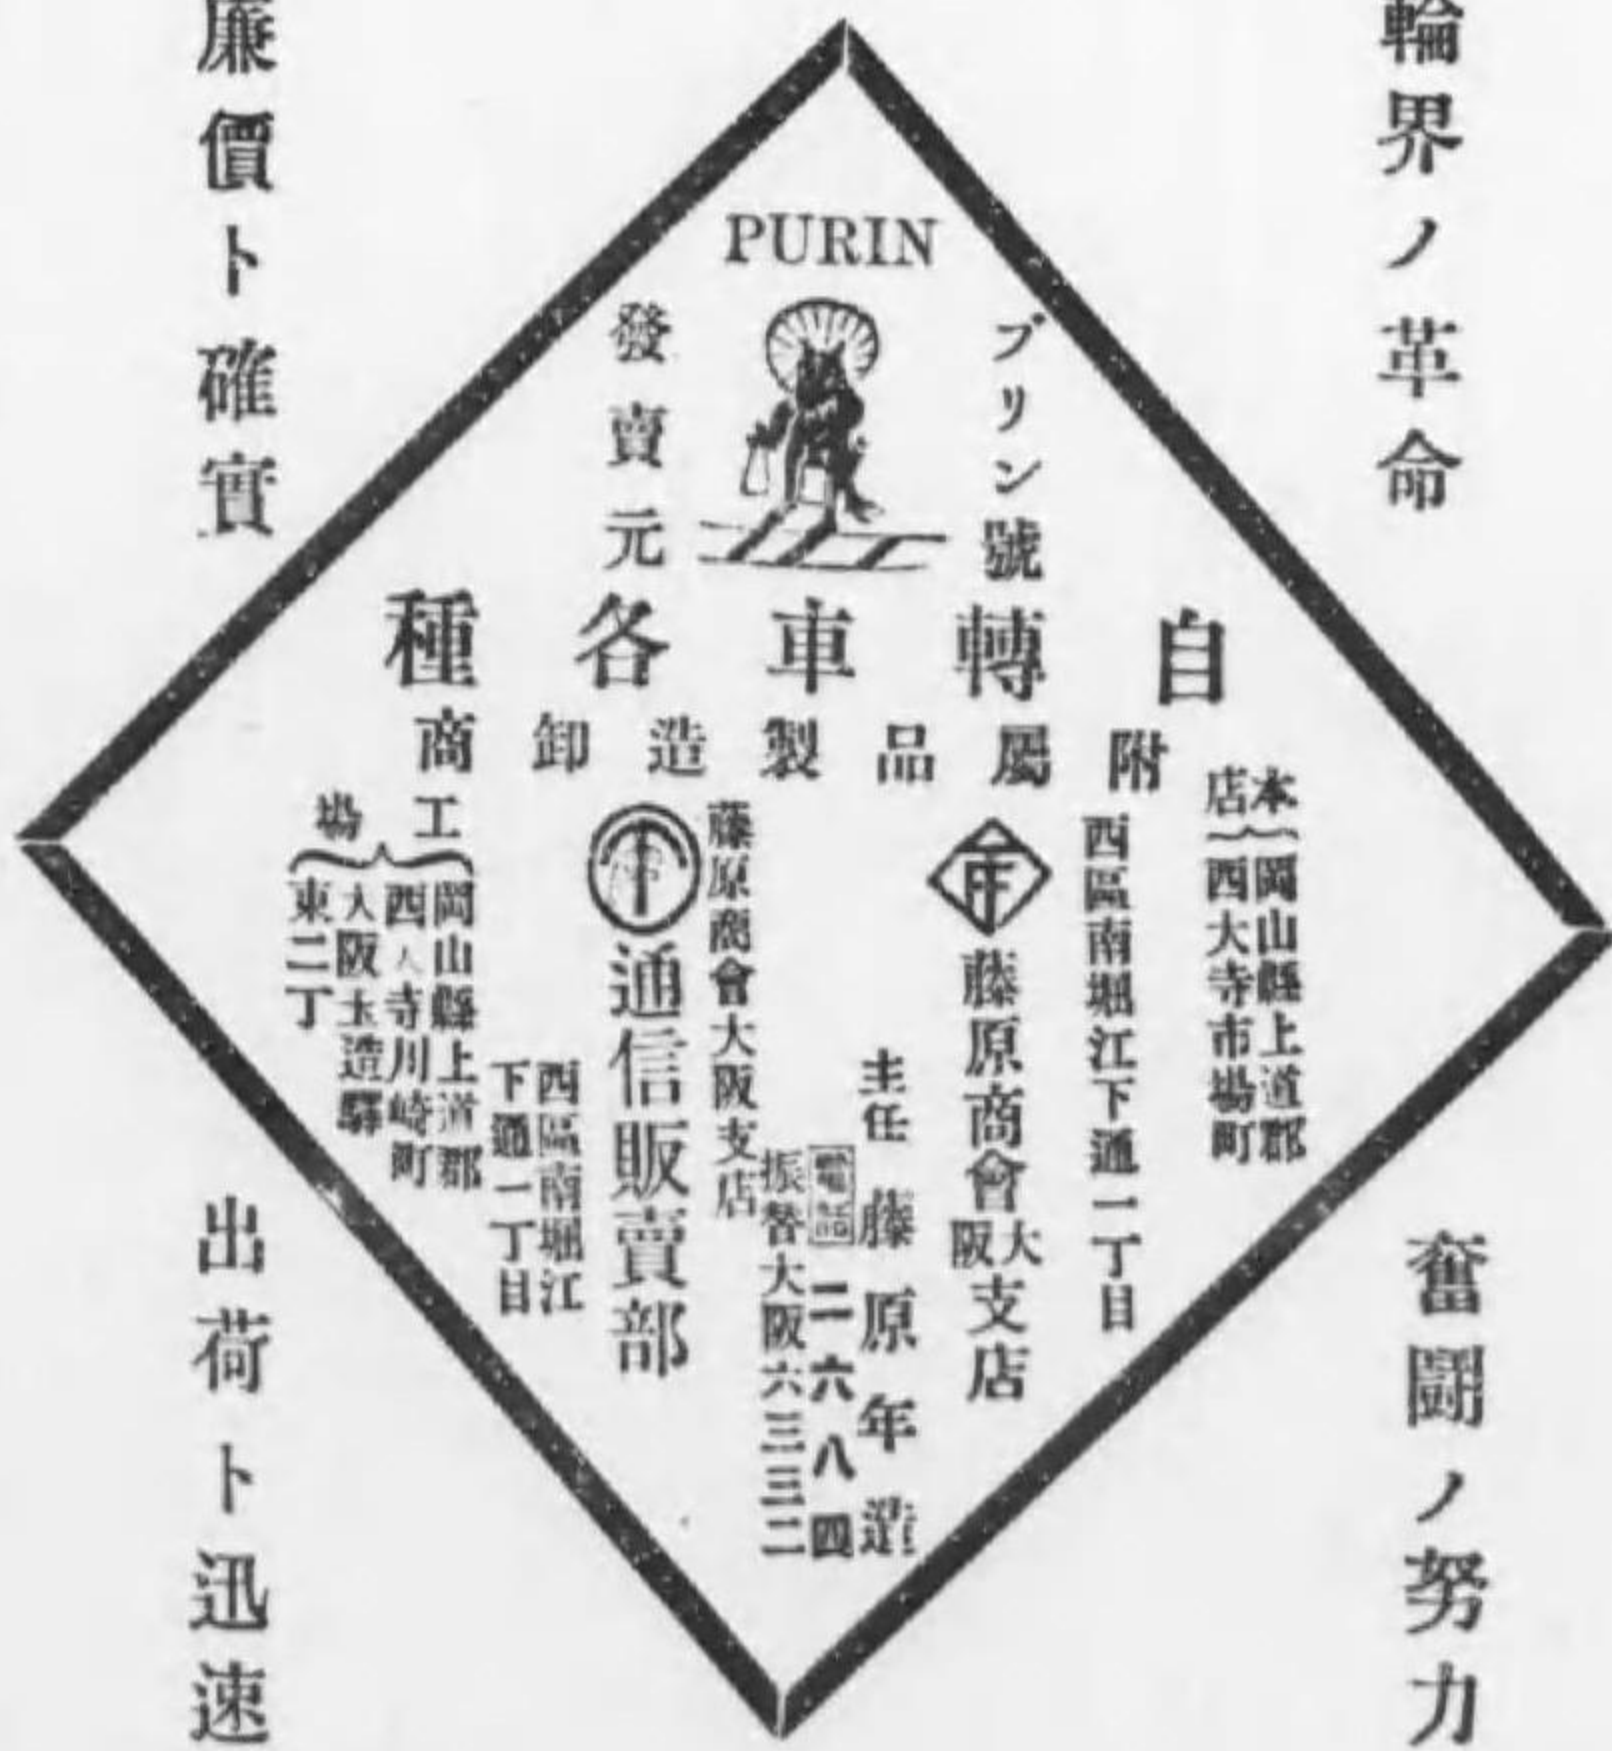 輪界ノ革命
奮鬪ノ努力
廉價ト確實
出荷ト迅速
PURIN
プリン號
發賣元
自轉車各種
附屬品製造卸商
本店
岡山縣上道郡
西大寺市場町
西區南堀江下通一丁目
藤原商會大阪支店
主任 藤原年造
電話 二六八四
振替大阪六三三二
藤原商會大阪支店
通信販賣部
西區南堀江
下通一丁目
工場
岡山縣上道郡
西大寺川崎町
大阪玉造驛
東二丁